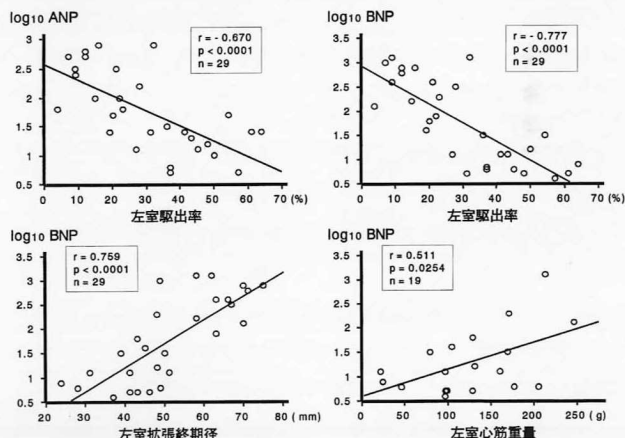 log10 ANP
3
2.5
2
1.5
1
0.5
0 10 20 30 40 50 60 70 (%)
左室駆出率
r = - 0.670
p < 0.0001
n = 29
log10 BNP
3.5
3
2.5
2
1.5
1
0.5
0 10 20 30 40 50 60 70 (%)
左室駆出率
r = - 0.777
p < 0.0001
n = 29
log10 BNP
3.5
3
2.5
2
1.5
1
0.5
20 30 40 50 60 70 80 (mm)
左室拡張終期径
r = 0.759
p < 0.0001
n = 29
log10 BNP
3.5
3
2.5
2
1.5
1
0.5
0 50 100 150 200 250 (g)
左室心筋重量
r = 0.511
p = 0.0254
n = 19